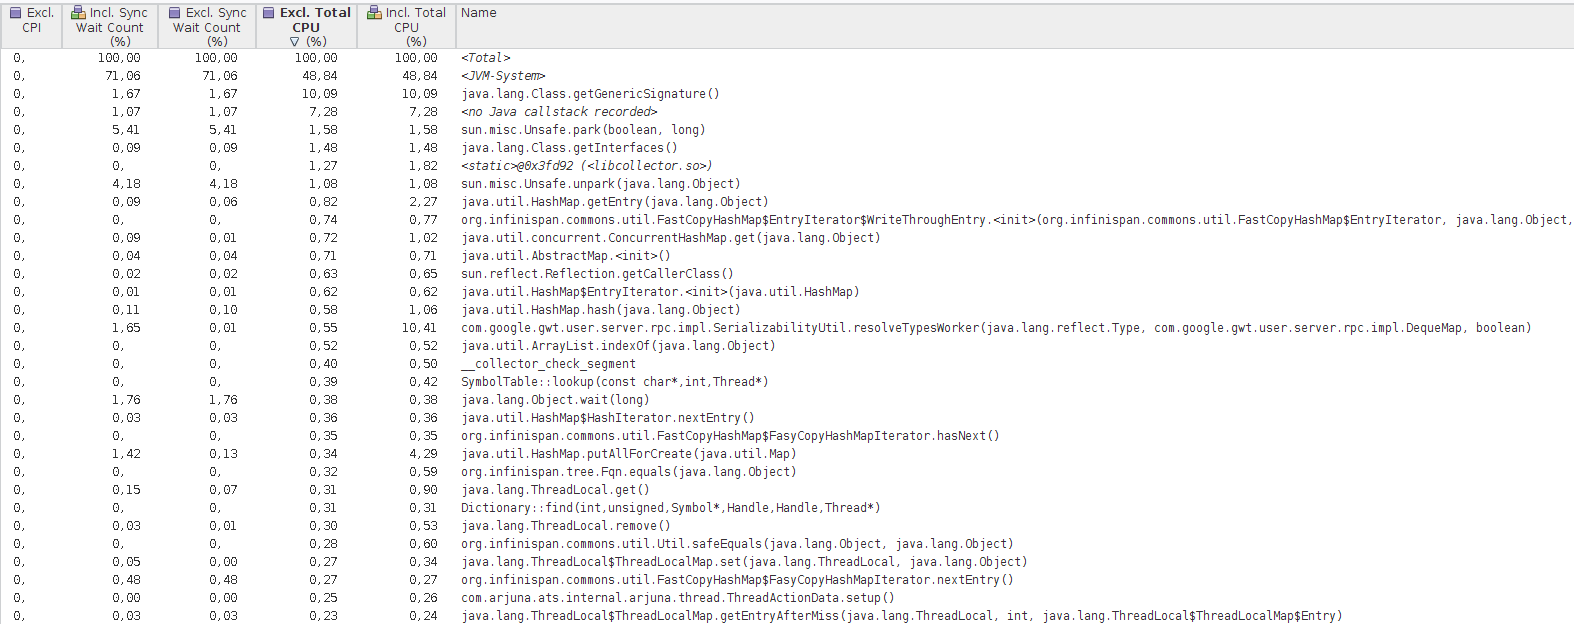 Excl. CPI Incl. Sync Wait Count (%) Excl. Sync Wait Count (%) Excl. Total CPU ▽ (%) Incl. Total CPU (%) Name
0, 100,00 100,00 100,00 100,00 <Total>
0, 71,06 71,06 48,84 48,84 <JVM-System>
0, 1,67 1,67 10,09 10,09 java.lang.Class.getGenericSignature()
0, 1,07 1,07 7,28 7,28 <no Java callstack recorded>
0, 5,41 5,41 1,58 1,58 sun.misc.Unsafe.park(boolean, long)
0, 0,09 0,09 1,48 1,48 java.lang.Class.getInterfaces()
0, 0, 0, 1,27 1,82 <static>@0x3fd92 (<libcollector.so>)
0, 4,18 4,18 1,08 1,08 sun.misc.Unsafe.unpark(java.lang.Object)
0, 0,09 0,06 0,82 2,27 java.util.HashMap.getEntry(java.lang.Object)
0, 0, 0, 0,74 0,77 org.infinispan.commons.util.FastCopyHashMap$EntryIterator$WriteThroughEntry.<init>(org.infinispan.commons.util.FastCopyHashMap$EntryIterator, java.lang.Object,
0, 0,09 0,01 0,72 1,02 java.util.concurrent.ConcurrentHashMap.get(java.lang.Object)
0, 0,04 0,04 0,71 0,71 java.util.AbstractMap.<init>()
0, 0,02 0,02 0,63 0,65 sun.reflect.Reflection.getCallerClass()
0, 0,01 0,01 0,62 0,62 java.util.HashMap$EntryIterator.<init>(java.util.HashMap)
0, 0,11 0,10 0,58 1,06 java.util.HashMap.hash(java.lang.Object)
0, 1,65 0,01 0,55 10,41 com.google.gwt.user.server.rpc.impl.SerializabilityUtil.resolveTypesWorker(java.lang.reflect.Type, com.google.gwt.user.server.rpc.impl.DequeMap, boolean)
0, 0, 0, 0,52 0,52 java.util.ArrayList.indexOf(java.lang.Object)
0, 0, 0, 0,40 0,50 __collector_check_segment
0, 0, 0, 0,39 0,42 SymbolTable::lookup(const char*,int,Thread*)
0, 1,76 1,76 0,38 0,38 java.lang.Object.wait(long)
0, 0,03 0,03 0,36 0,36 java.util.HashMap$HashIterator.nextEntry()
0, 0, 0, 0,35 0,35 org.infinispan.commons.util.FastCopyHashMap$FasyCopyHashMapIterator.hasNext()
0, 1,42 0,13 0,34 4,29 java.util.HashMap.putAllForCreate(java.util.Map)
0, 0, 0, 0,32 0,59 org.infinispan.tree.Fqn.equals(java.lang.Object)
0, 0,15 0,07 0,31 0,90 java.lang.ThreadLocal.get()
0, 0, 0, 0,31 0,31 Dictionary::find(int,unsigned,Symbol*,Handle,Handle,Thread*)
0, 0,03 0,01 0,30 0,53 java.lang.ThreadLocal.remove()
0, 0, 0, 0,28 0,60 org.infinispan.commons.util.Util.safeEquals(java.lang.Object, java.lang.Object)
0, 0,05 0,00 0,27 0,34 java.lang.ThreadLocal$ThreadLocalMap.set(java.lang.ThreadLocal, java.lang.Object)
0, 0,48 0,48 0,27 0,27 org.infinispan.commons.util.FastCopyHashMap$FasyCopyHashMapIterator.nextEntry()
0, 0,00 0,00 0,25 0,26 com.arjuna.ats.internal.arjuna.thread.ThreadActionData.setup()
0, 0,03 0,03 0,23 0,24 java.lang.ThreadLocal$ThreadLocalMap.getEntryAfterMiss(java.lang.ThreadLocal, int, java.lang.ThreadLocal$ThreadLocalMap$Entry)